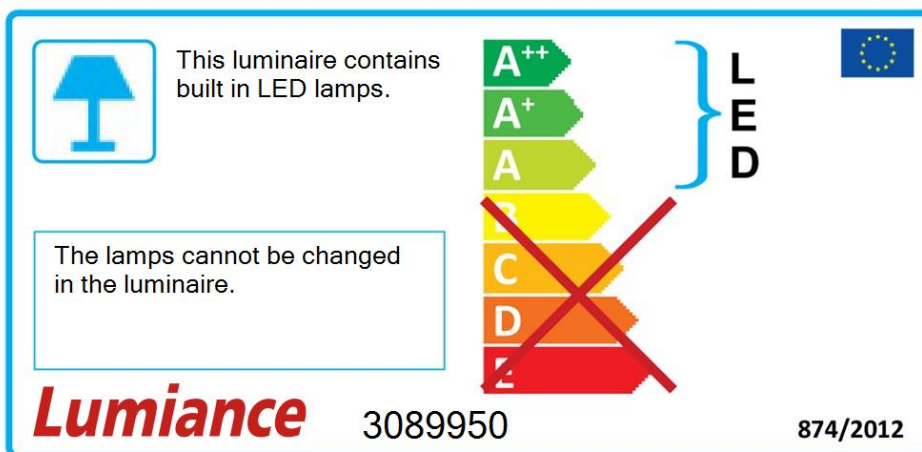 This luminaire contains
built in LED lamps.
A++
A+
A
B
C
D
E
L
E
D
The lamps cannot be changed
in the luminaire.
Lumiance
3089950
874/2012